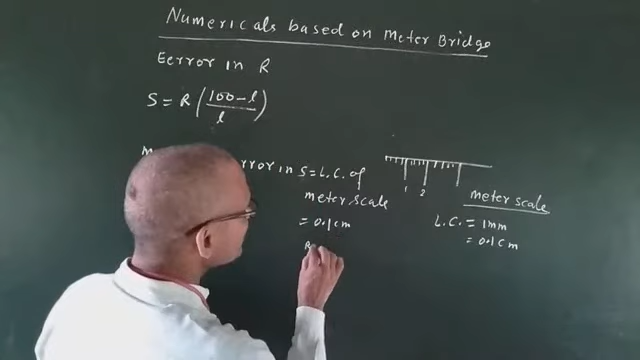 Numericals based on Meter Bridge
Eerror in R
S = R (100 - l / l)
error in S = L.C. of
meter scale
= 0.1 cm
1 2
meter scale
L.C. = 1mm
= 0.1 cm